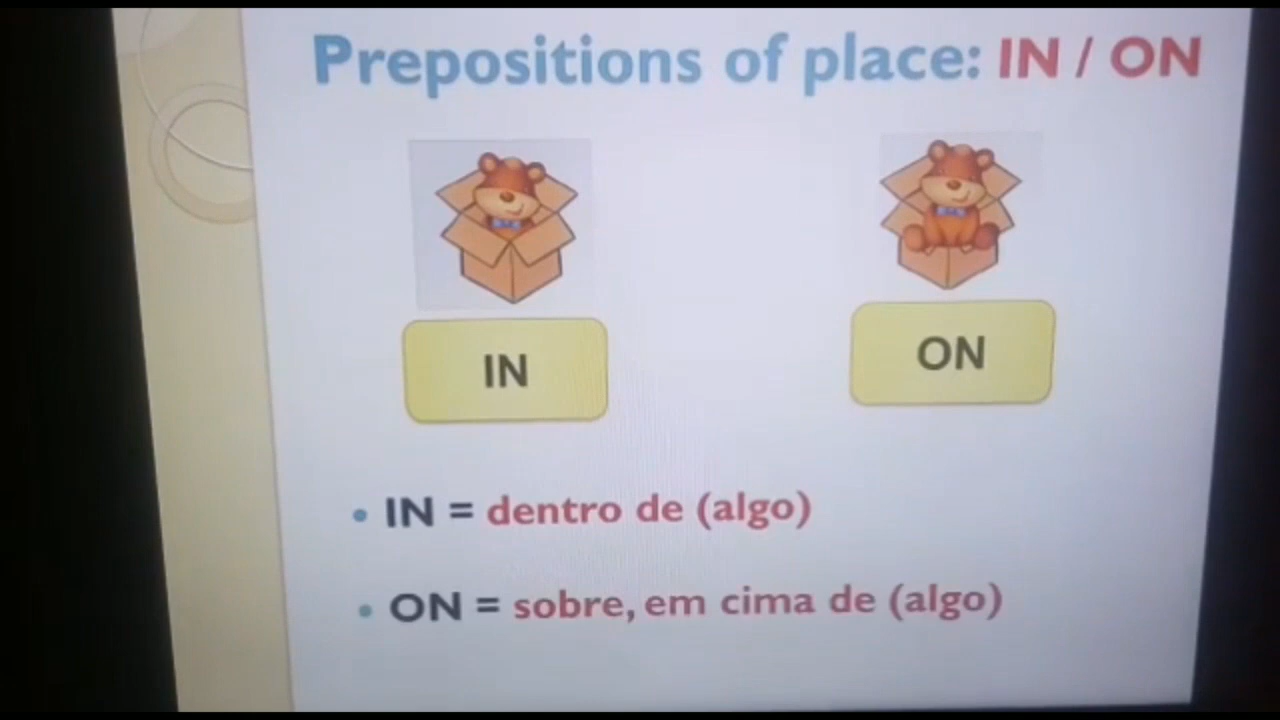 Prepositions of place: IN / ON
IN
ON
• IN = dentro de (algo)
• ON = sobre, em cima de (algo)